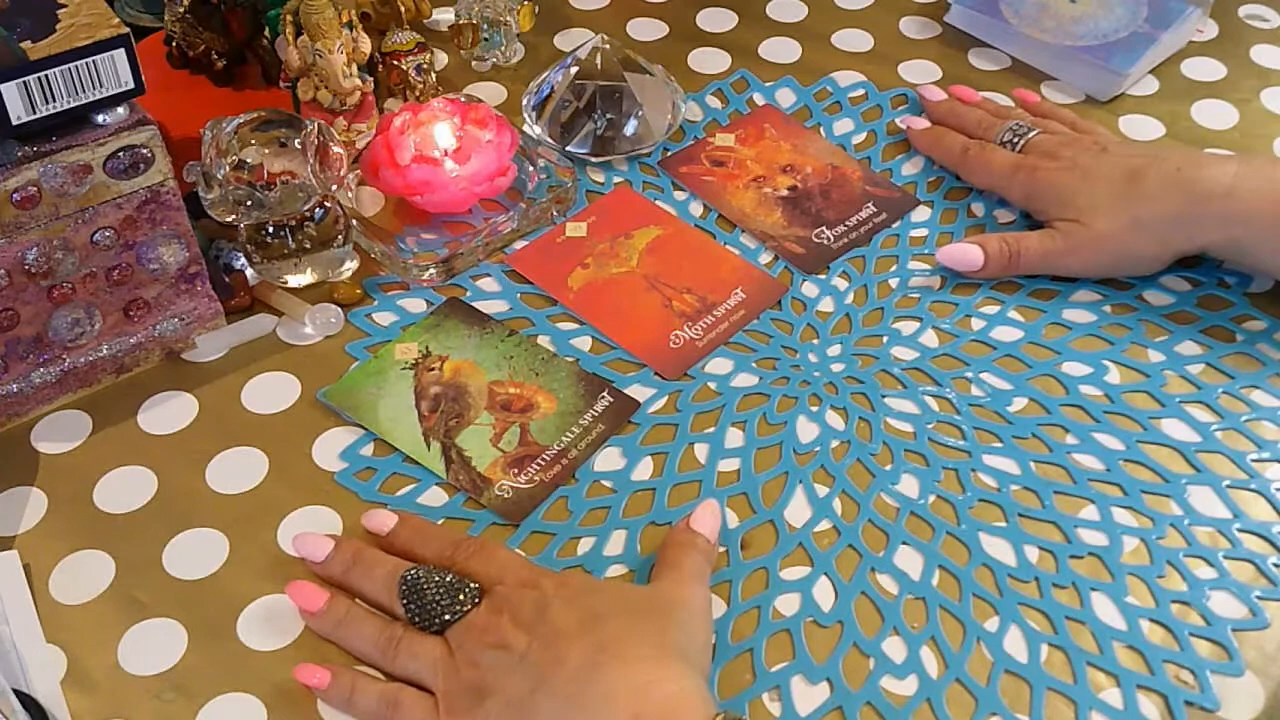 FOX SPIRIT
Think on your feet
MOTH SPIRIT
Surrender now
NIGHTINGALE SPIRIT
Love is all around